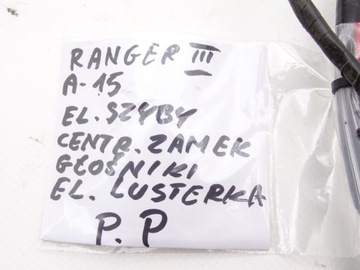 RANGER III
A-15
EL. SZYBY
CENTR. ZAMEK
GŁOŚNIKI
EL. LUSTERKA
P. P